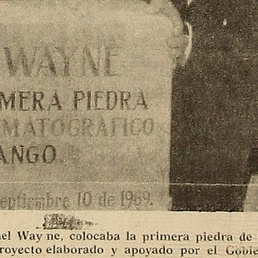 WAYNE
MERA PIEDRA
MATOGRÁFICO
ANGO
eptiembre 10 de 1969.
el Wayne, colocaba la primera piedra de
royecto elaborado y apoyado por el Gobie